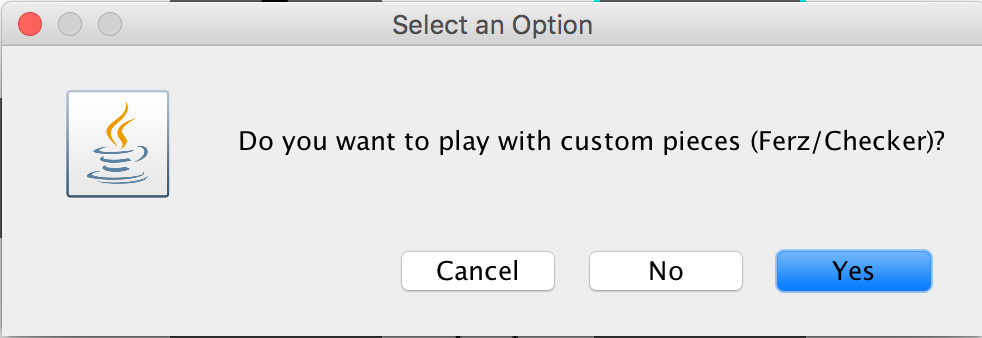 Select an Option
Do you want to play with custom pieces (Ferz/Checker)?
Cancel
No
Yes